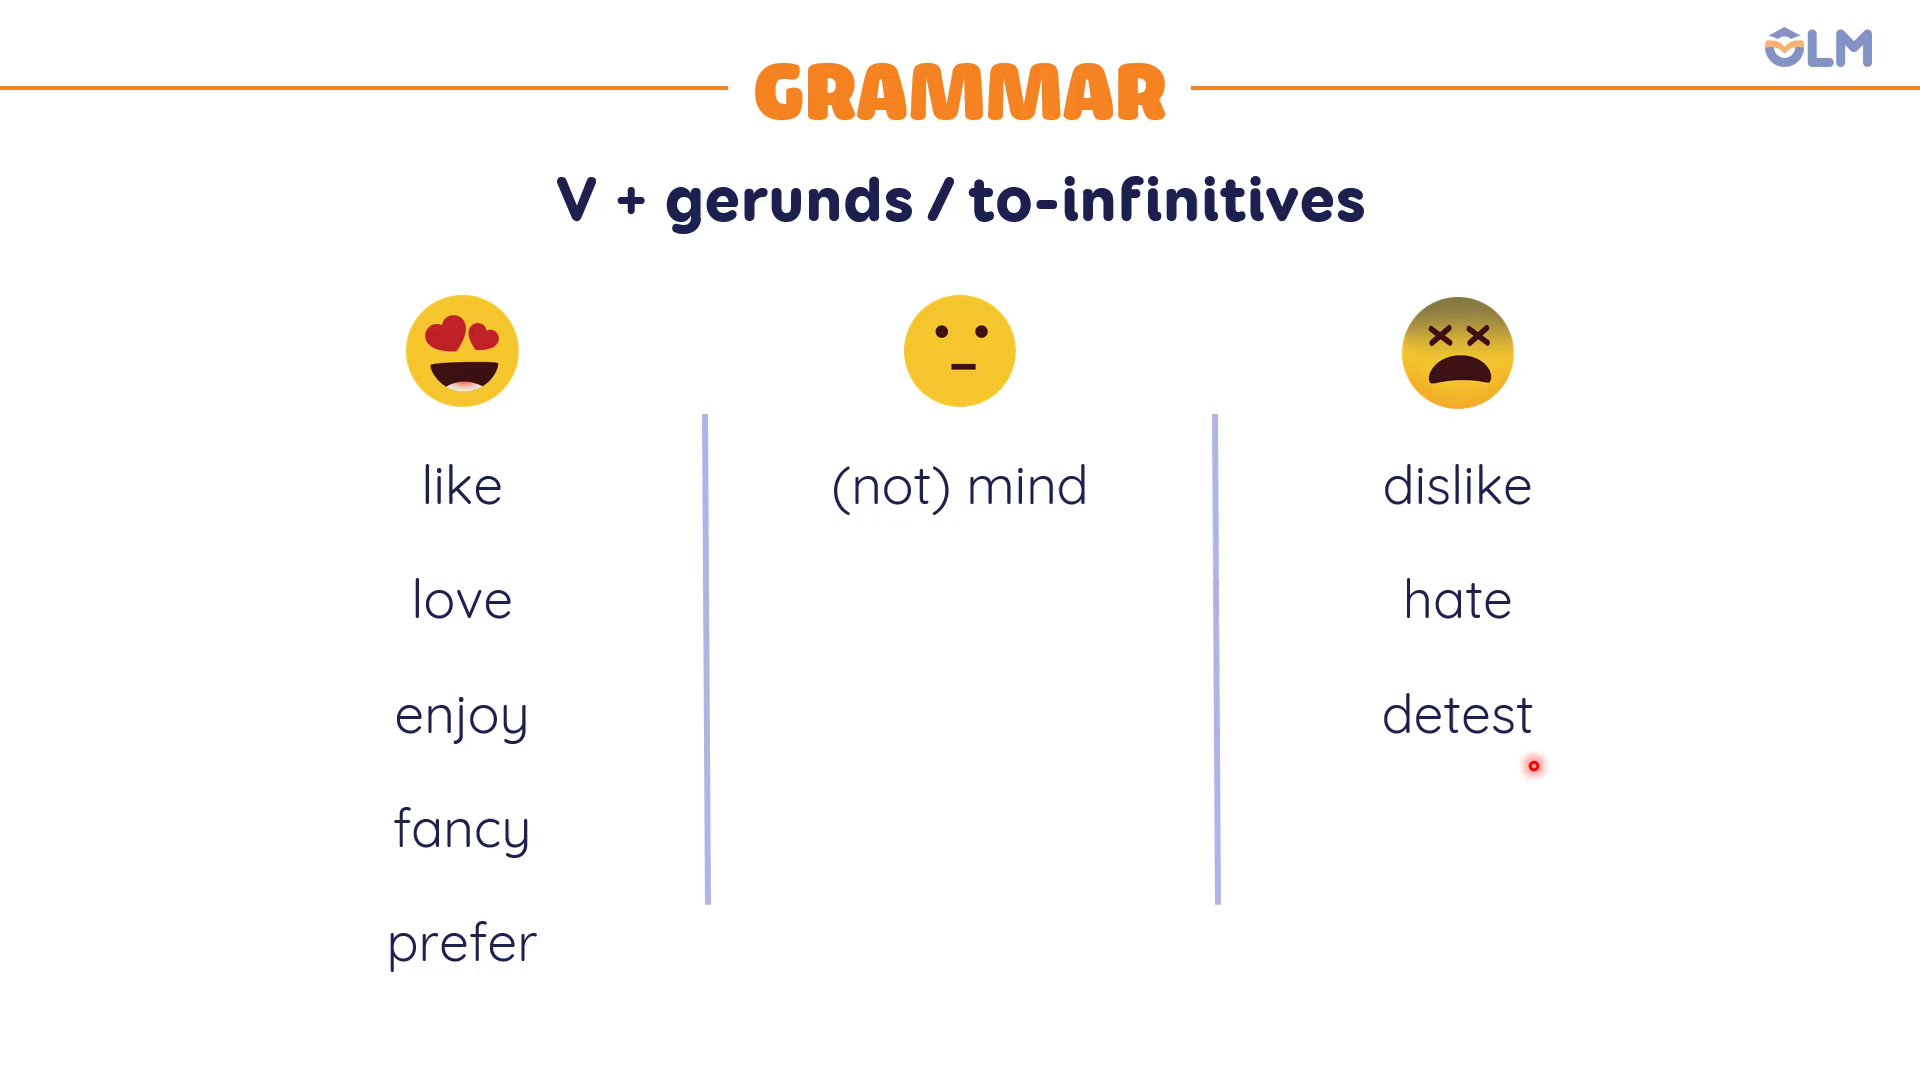 OLM
GRAMMAR
V + gerunds / to-infinitives
like
love
enjoy
fancy
prefer
(not) mind
dislike
hate
detest